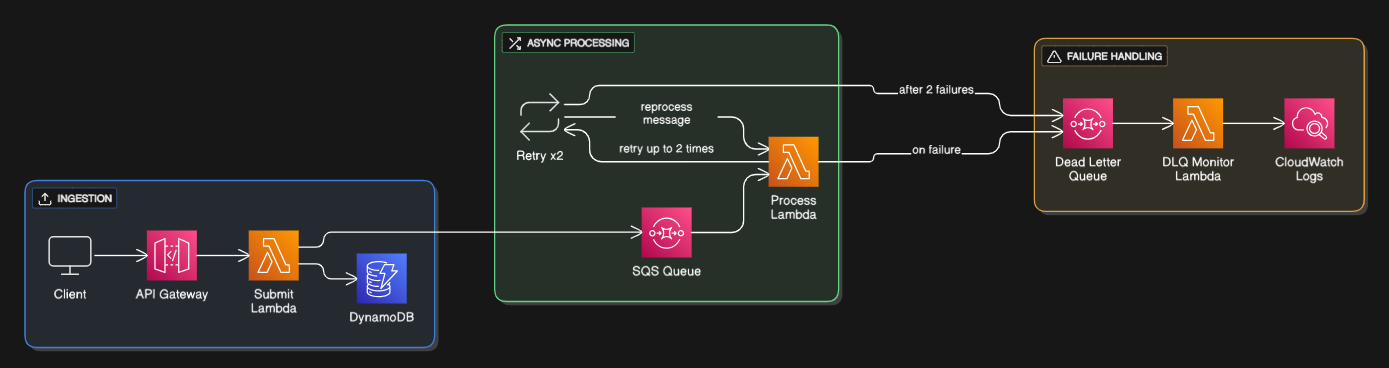 INGESTION
Client
API Gateway
Submit
Lambda
DynamoDB
ASYNC PROCESSING
Retry x2
reprocess
message
retry up to 2 times
SQS Queue
Process
Lambda
after 2 failures
on failure
FAILURE HANDLING
Dead Letter
Queue
DLQ Monitor
Lambda
CloudWatch
Logs